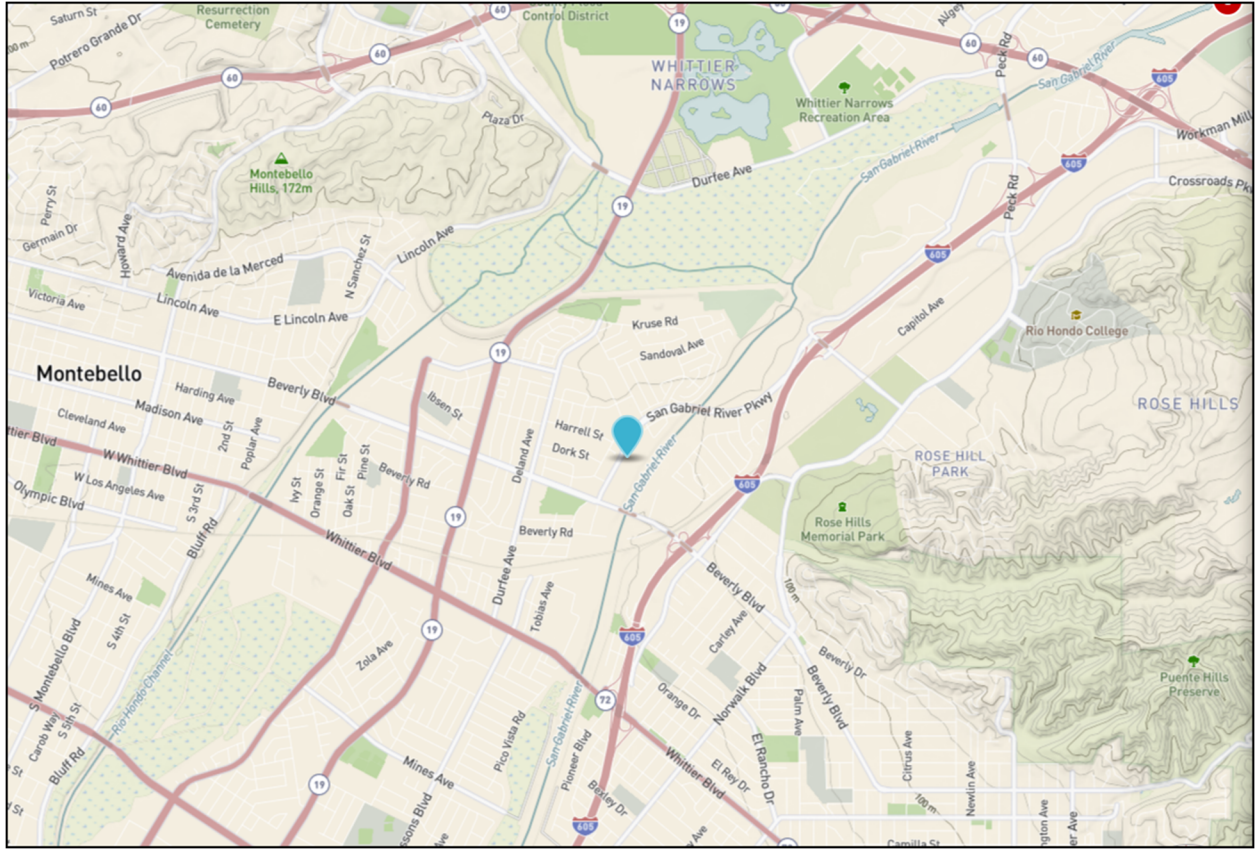 Saturn St
Resurrection
Cemetery
60
Control District
19
60
Peck Rd
60
San Gabriel River
605
Potrero Grande Dr
60
60
WHITTIER
NARROWS
Whittier Narrows
Recreation Area
Plaza Dr
San Gabriel River
605
Workman Mill
Montebello
Hills, 172m
Durfee Ave
Crossroads
Perry St
19
Peck Rd
Germain Dr
Howard Ave
Lincoln Ave
605
Avenida de la Merced
N Sanchez St
Victoria Ave
Lincoln Ave
E Lincoln Ave
Kruse Rd
Capitol Ave
Rio Hondo College
Sandoval Ave
19
Montebello
Harding Ave
Beverly Blvd
Ibsen St
San Gabriel River Pkwy
ROSE HILLS
Cleveland Ave
Madison Ave
2nd St
Poplar Ave
Harrell St
Dork St
Deland Ave
W Whittier Blvd
W Los Angeles Ave
Olympic Blvd
S 3rd St
Ivy St
Orange St
Fir St
Oak St
Pine St
Beverly Rd
San Gabriel River
605
ROSE HILL
PARK
Bluff Rd
19
Rose Hills
Memorial Park
Whittier Blvd
Beverly Rd
Durfee Ave
Mines Ave
Tobias Ave
Beverly Blvd
100 m
S 4th St
19
605
Carley Ave
Zola Ave
S Montebello Blvd
Rio Hondo Channel
Beverly Dr
Puente Hills
Preserve
Carob Way
S 5th St
Bluff Rd
72
Orange Dr
Norwalk Blvd
Palm Ave
Beverly Blvd
Pico Vista Rd
San Gabriel River
Pioneer Blvd
Mines Ave
Whittier Blvd
El Rey Dr
El Rancho Dr
Citrus Ave
Newlin Ave
19
Bexley Dr
100 m
605
Camilla St